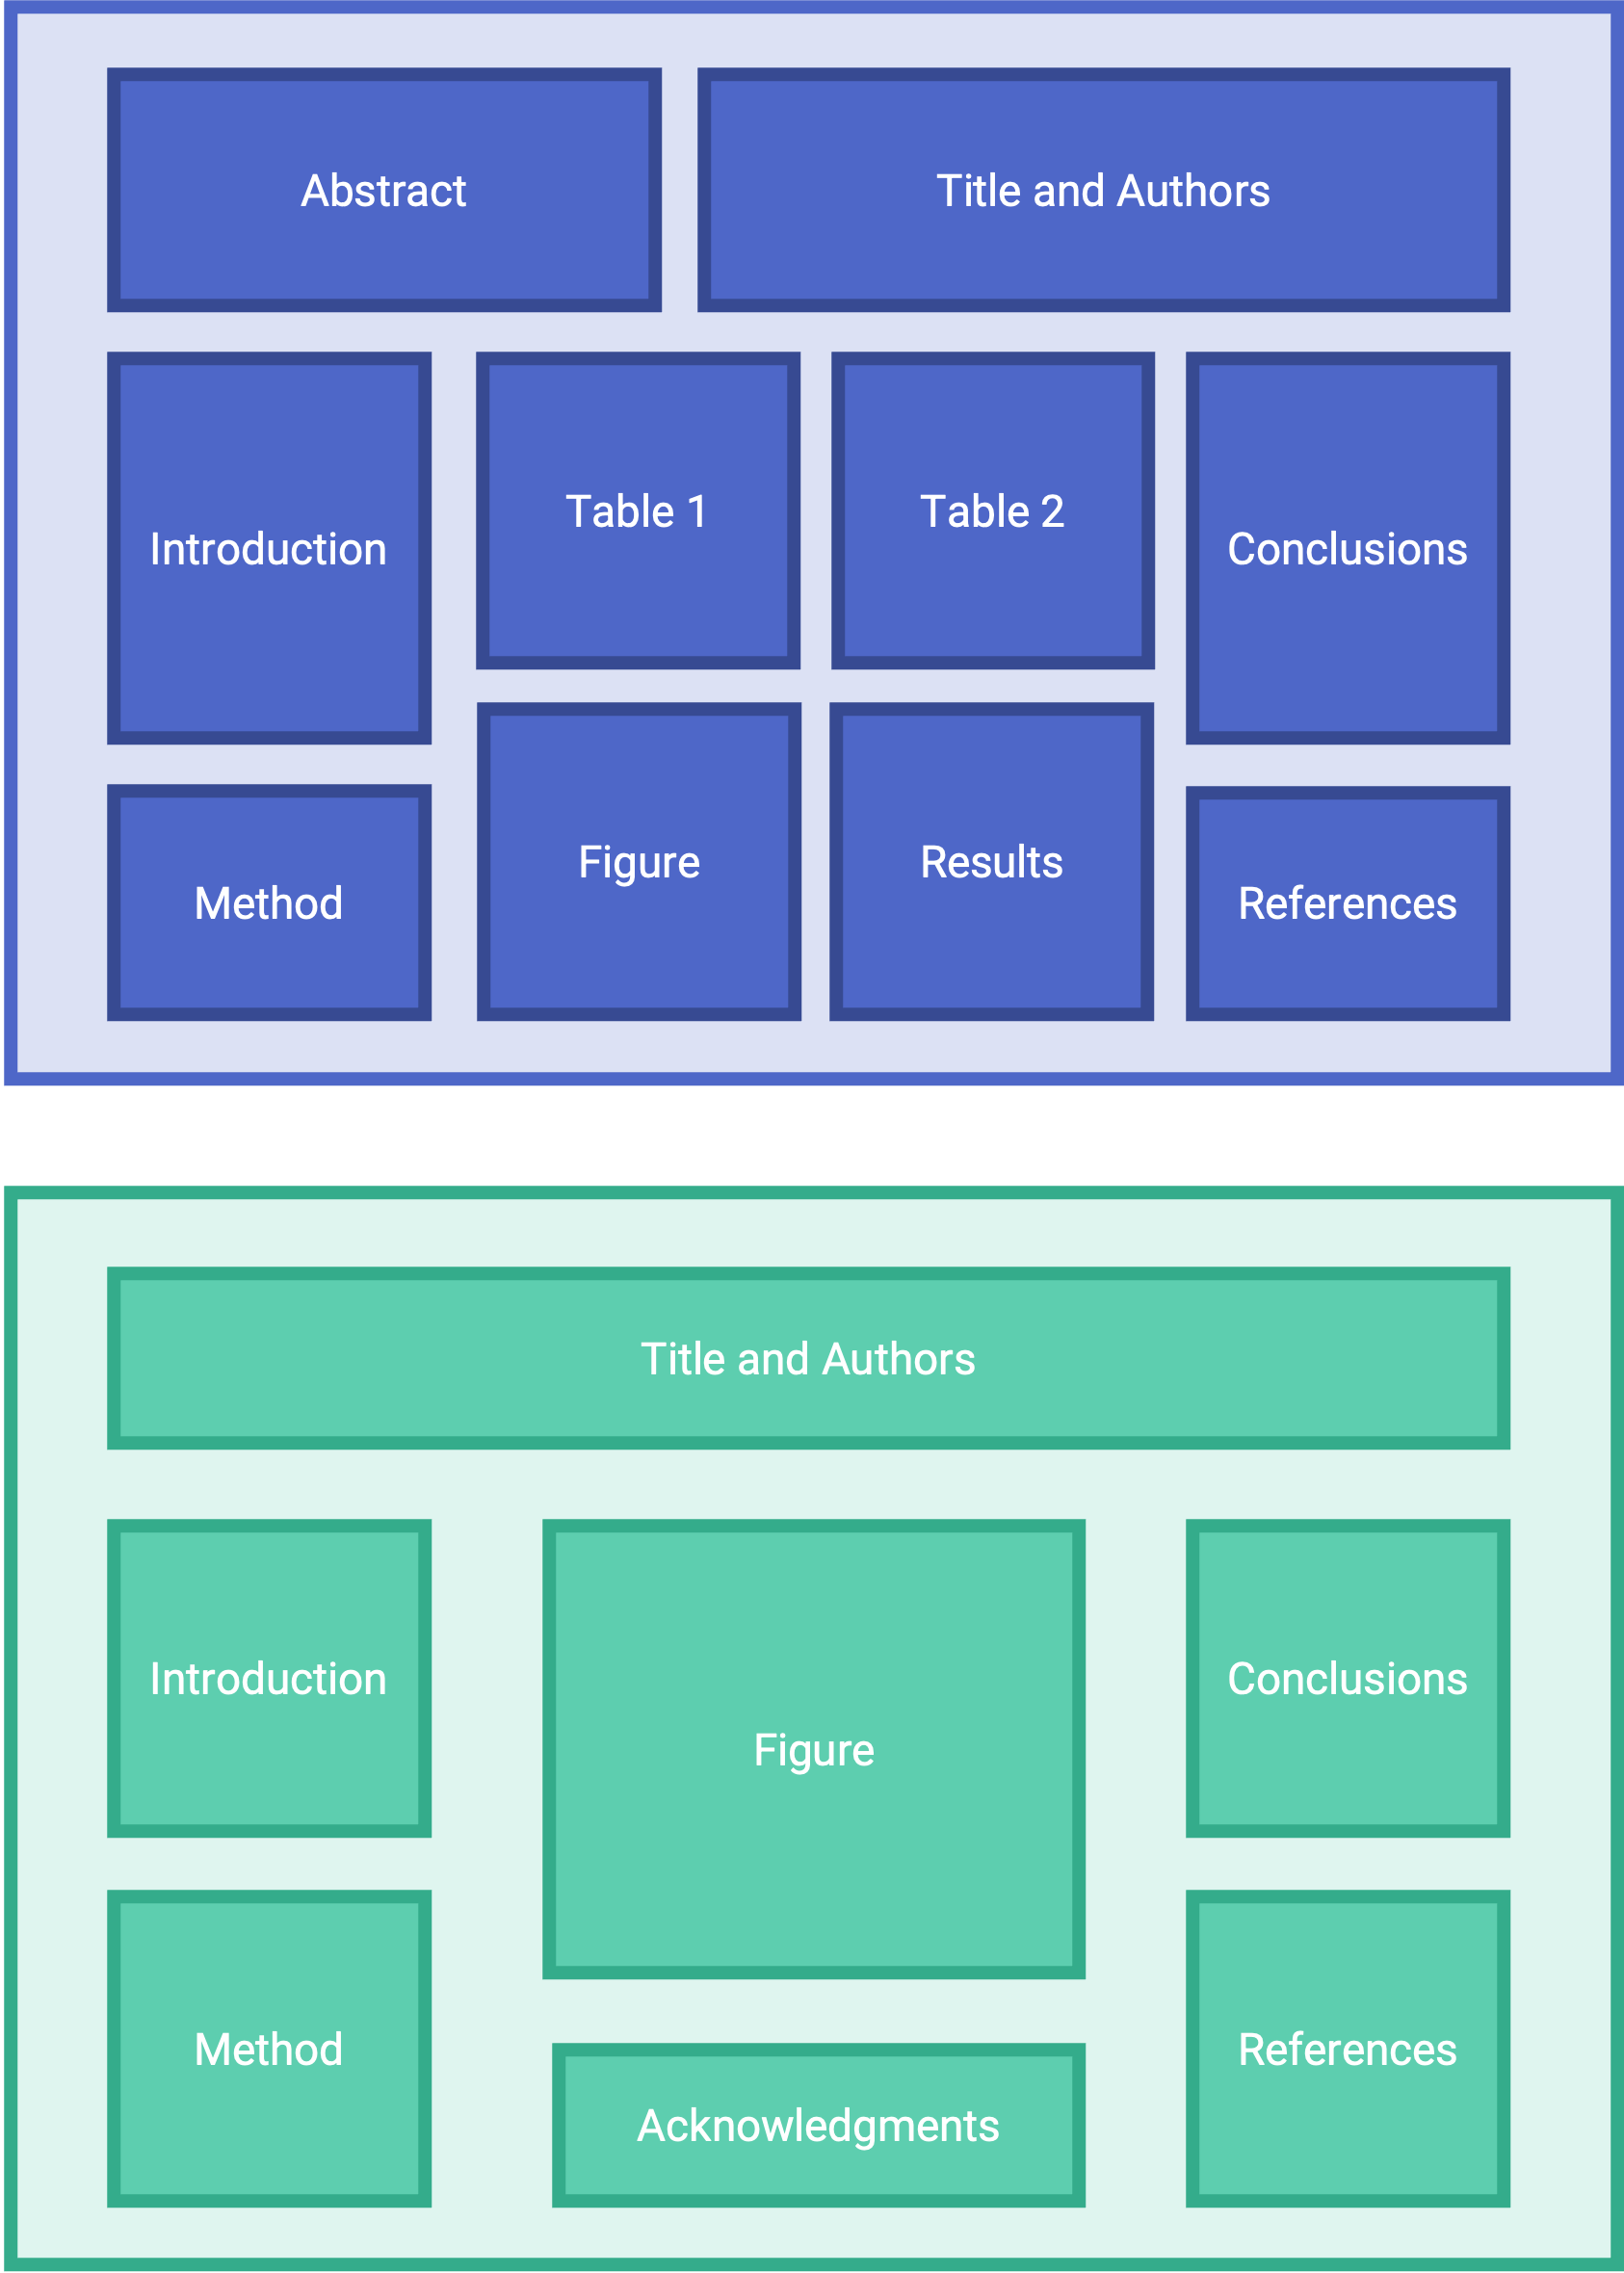 Abstract
Title and Authors
Introduction
Table 1
Table 2
Conclusions
Method
Figure
Results
References
Title and Authors
Introduction
Figure
Conclusions
Method
Acknowledgments
References